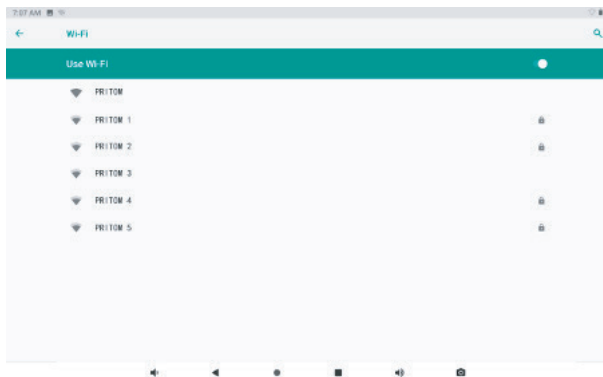 7:07 AM
Wi-Fi
Use Wi-Fi
PRITOM
PRITOM 1
PRITOM 2
PRITOM 3
PRITOM 4
PRITOM 5